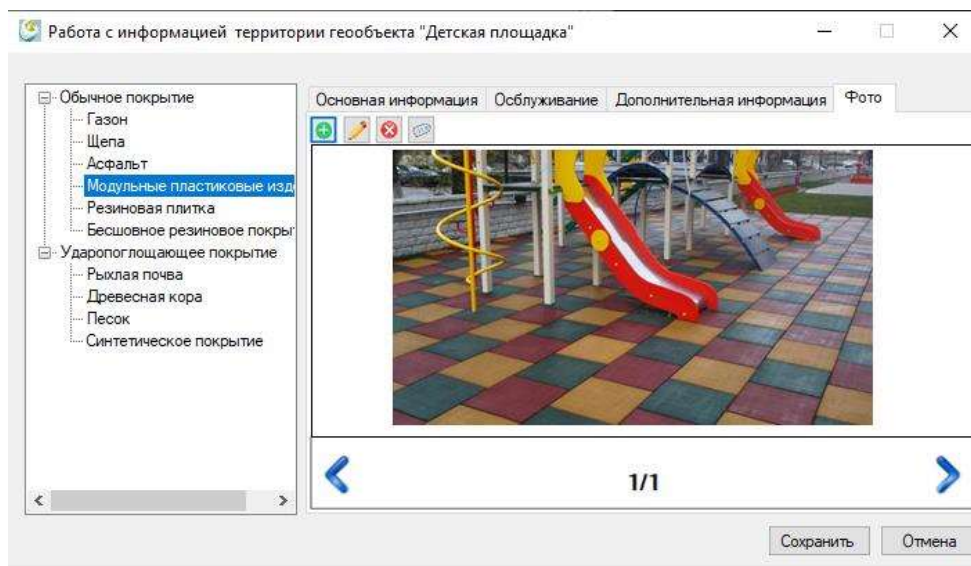 Работа с информацией территории геообъекта "Детская площадка"
Обычное покрытие
Газон
Щепа
Асфальт
Модульные пластиковые изд
Резиновая плитка
Бесшовное резиновое покры
Ударопоглощающее покрытие
Рыхлая почва
Древесная кора
Песок
Синтетическое покрытие
Основная информация Осблуживание Дополнительная информация Фото
1/1
Сохранить Отмена